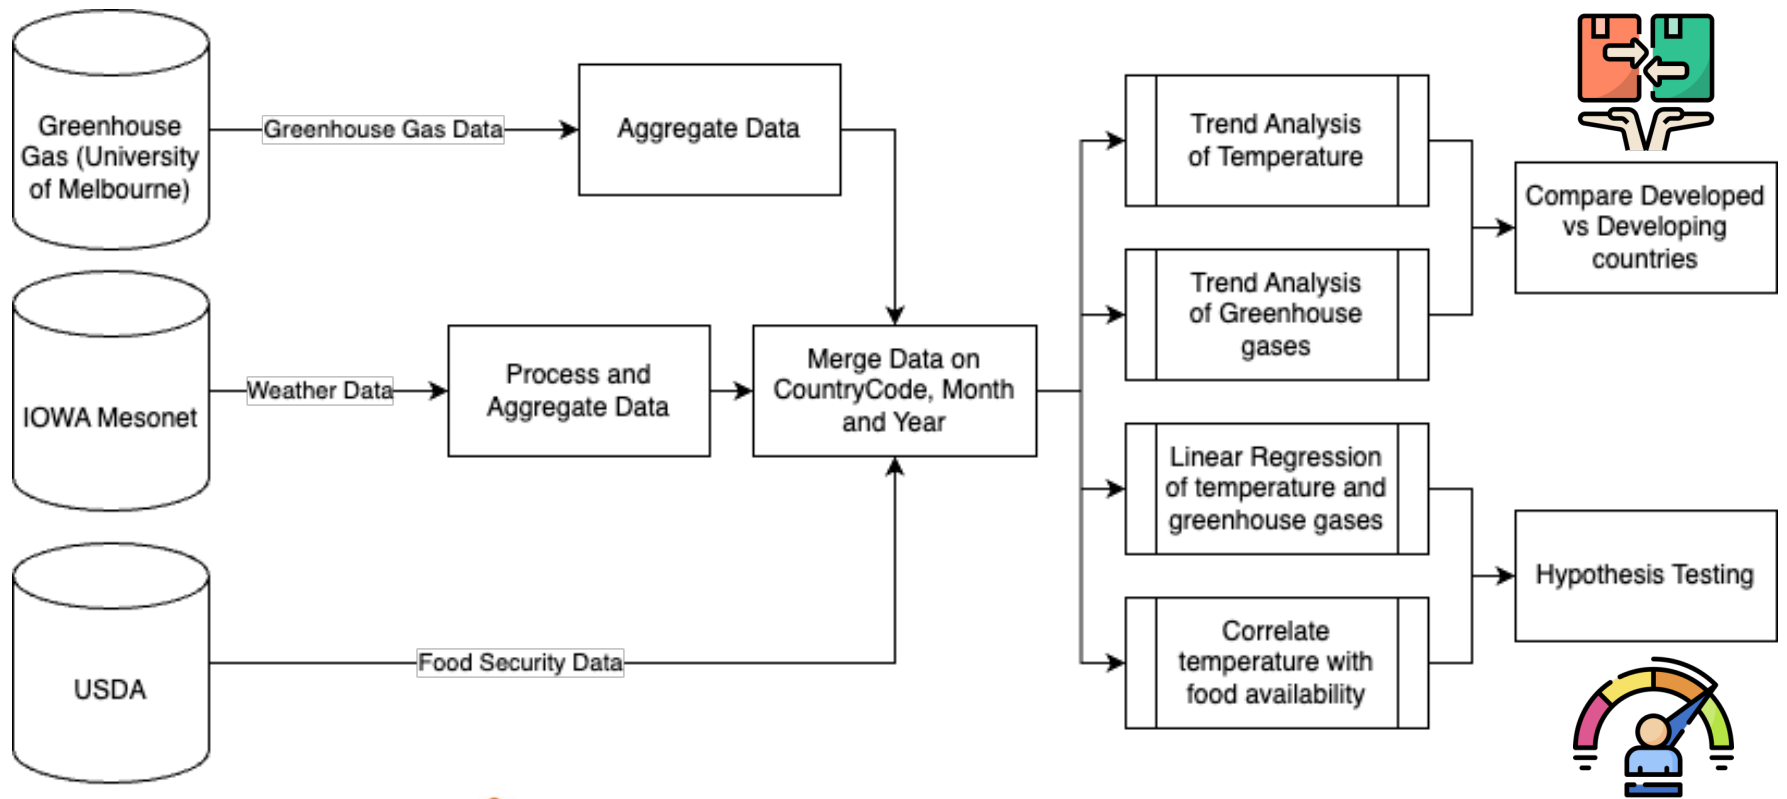 Greenhouse
Gas (University
of Melbourne)
Greenhouse Gas Data
Aggregate Data
IOWA Mesonet
Weather Data
Process and
Aggregate Data
Merge Data on
CountryCode, Month
and Year
USDA
Food Security Data
Trend Analysis
of Temperature
Trend Analysis
of Greenhouse
gases
Linear Regression
of temperature and
greenhouse gases
Correlate
temperature with
food availability
Compare Developed
vs Developing
countries
Hypothesis Testing